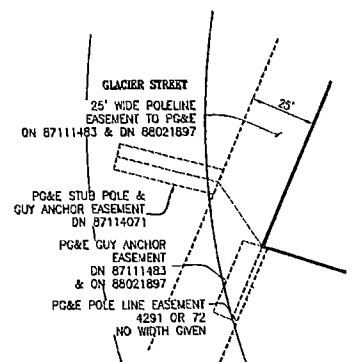 GLACIER STREET
25' WIDE POLELINE
EASEMENT TO PG&E
ON 87111483 & DN 88021897
25'
PG&E STUB POLE &
GUY ANCHOR EASEMENT
DN 87114071
PG&E GUY ANCHOR
EASEMENT
DN 87111483
& ON 88021897
PG&E POLE LINE EASEMENT
4291 OR 72
NO WIDTH GIVEN